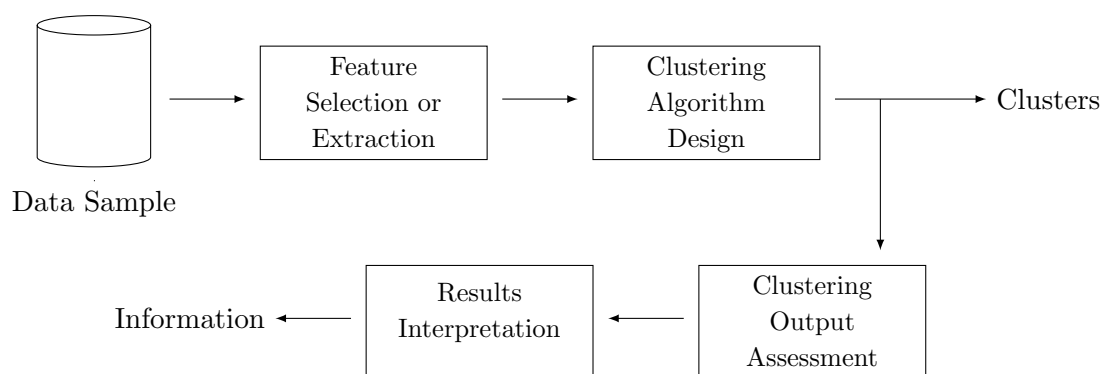 Feature
Selection or
Extraction
Clustering
Algorithm
Design
Clusters
Data Sample
Clustering
Output
Assessment
Results
Interpretation
Information